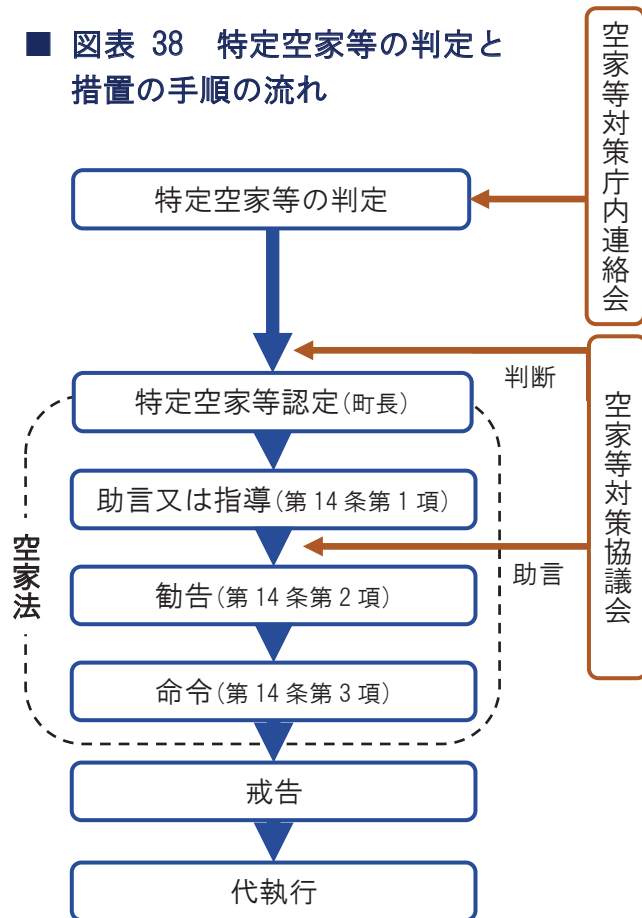 ■ 図表 38 特定空家等の判定と
措置の手順の流れ
空家等対策庁内連絡会
特定空家等の判定
判断
特定空家等認定(町長)
空家等対策協議会
助言又は指導(第 14 条第 1 項)
助言
空家法
勧告(第 14 条第 2 項)
命令(第 14 条第 3 項)
戒告
代執行